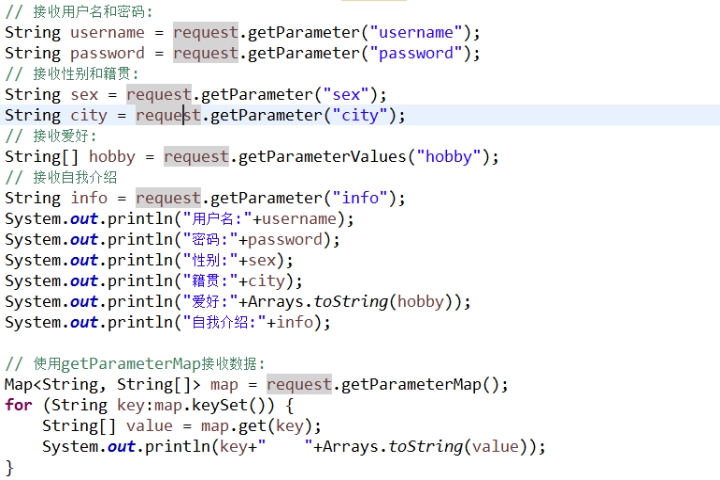 // 接收用户名和密码:
String username = request.getParameter("username");
String password = request.getParameter("password");
// 接收性别和籍贯:
String sex = request.getParameter("sex");
String city = request.getParameter("city");
// 接收爱好:
String[] hobby = request.getParameterValues("hobby");
// 接收自我介绍
String info = request.getParameter("info");
System.out.println("用户名:"+username);
System.out.println("密码:"+password);
System.out.println("性别:"+sex);
System.out.println("籍贯:"+city);
System.out.println("爱好:"+Arrays.toString(hobby));
System.out.println("自我介绍:"+info);

// 使用getParameterMap接收数据:
Map<String, String[]> map = request.getParameterMap();
for (String key:map.keySet()) {
    String[] value = map.get(key);
    System.out.println(key+"    "+Arrays.toString(value));
}